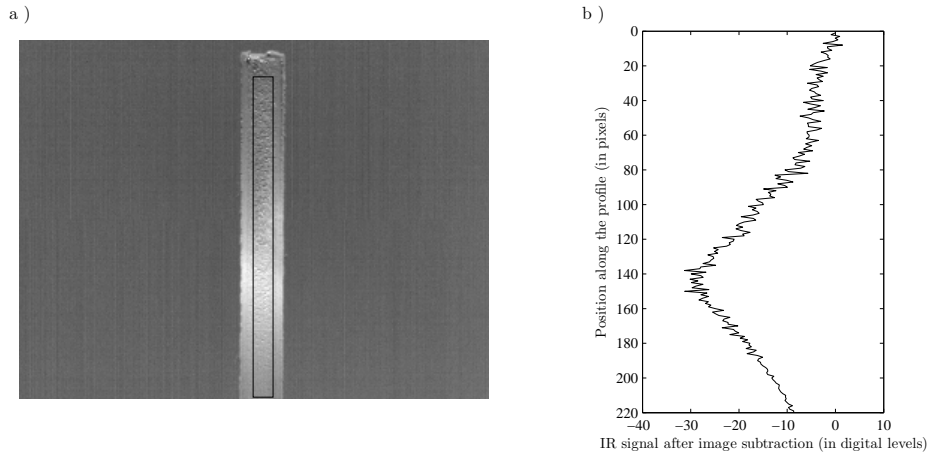 a )
b )
0
20
40
60
80
100
120
140
160
180
200
220
Position along the profile (in pixels)
−40 −30 −20 −10 0 10
IR signal after image subtraction (in digital levels)